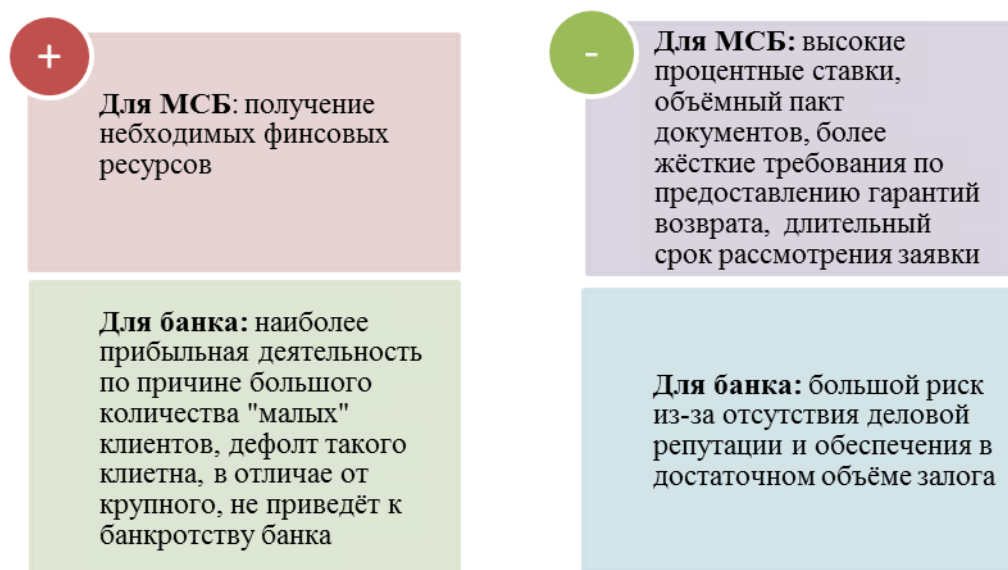 +
Для МСБ: получение
небходимых финсовых
ресурсов
Для банка: наиболее
прибыльная деятельность
по причине большого
количества "малых"
клиентов, дефолт такого
клиетна, в отличае от
крупного, не приведёт к
банкротству банка
-
Для МСБ: высокие
процентные ставки,
объёмный пакт
документов, более
жёсткие требования по
предоставлению гарантий
возврата, длительный
срок рассмотрения заявки
Для банка: большой риск
из-за отсутствия деловой
репутации и обеспечения в
достаточном объёме залога